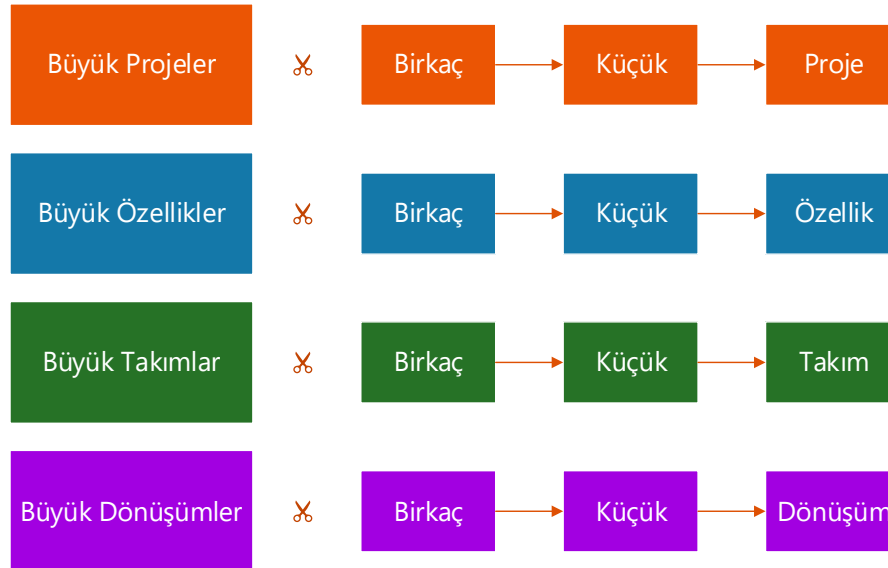 Büyük Projeler Birkaç Küçük Proje
Büyük Özellikler Birkaç Küçük Özellik
Büyük Takımlar Birkaç Küçük Takım
Büyük Dönüşümler Birkaç Küçük Dönüşüm